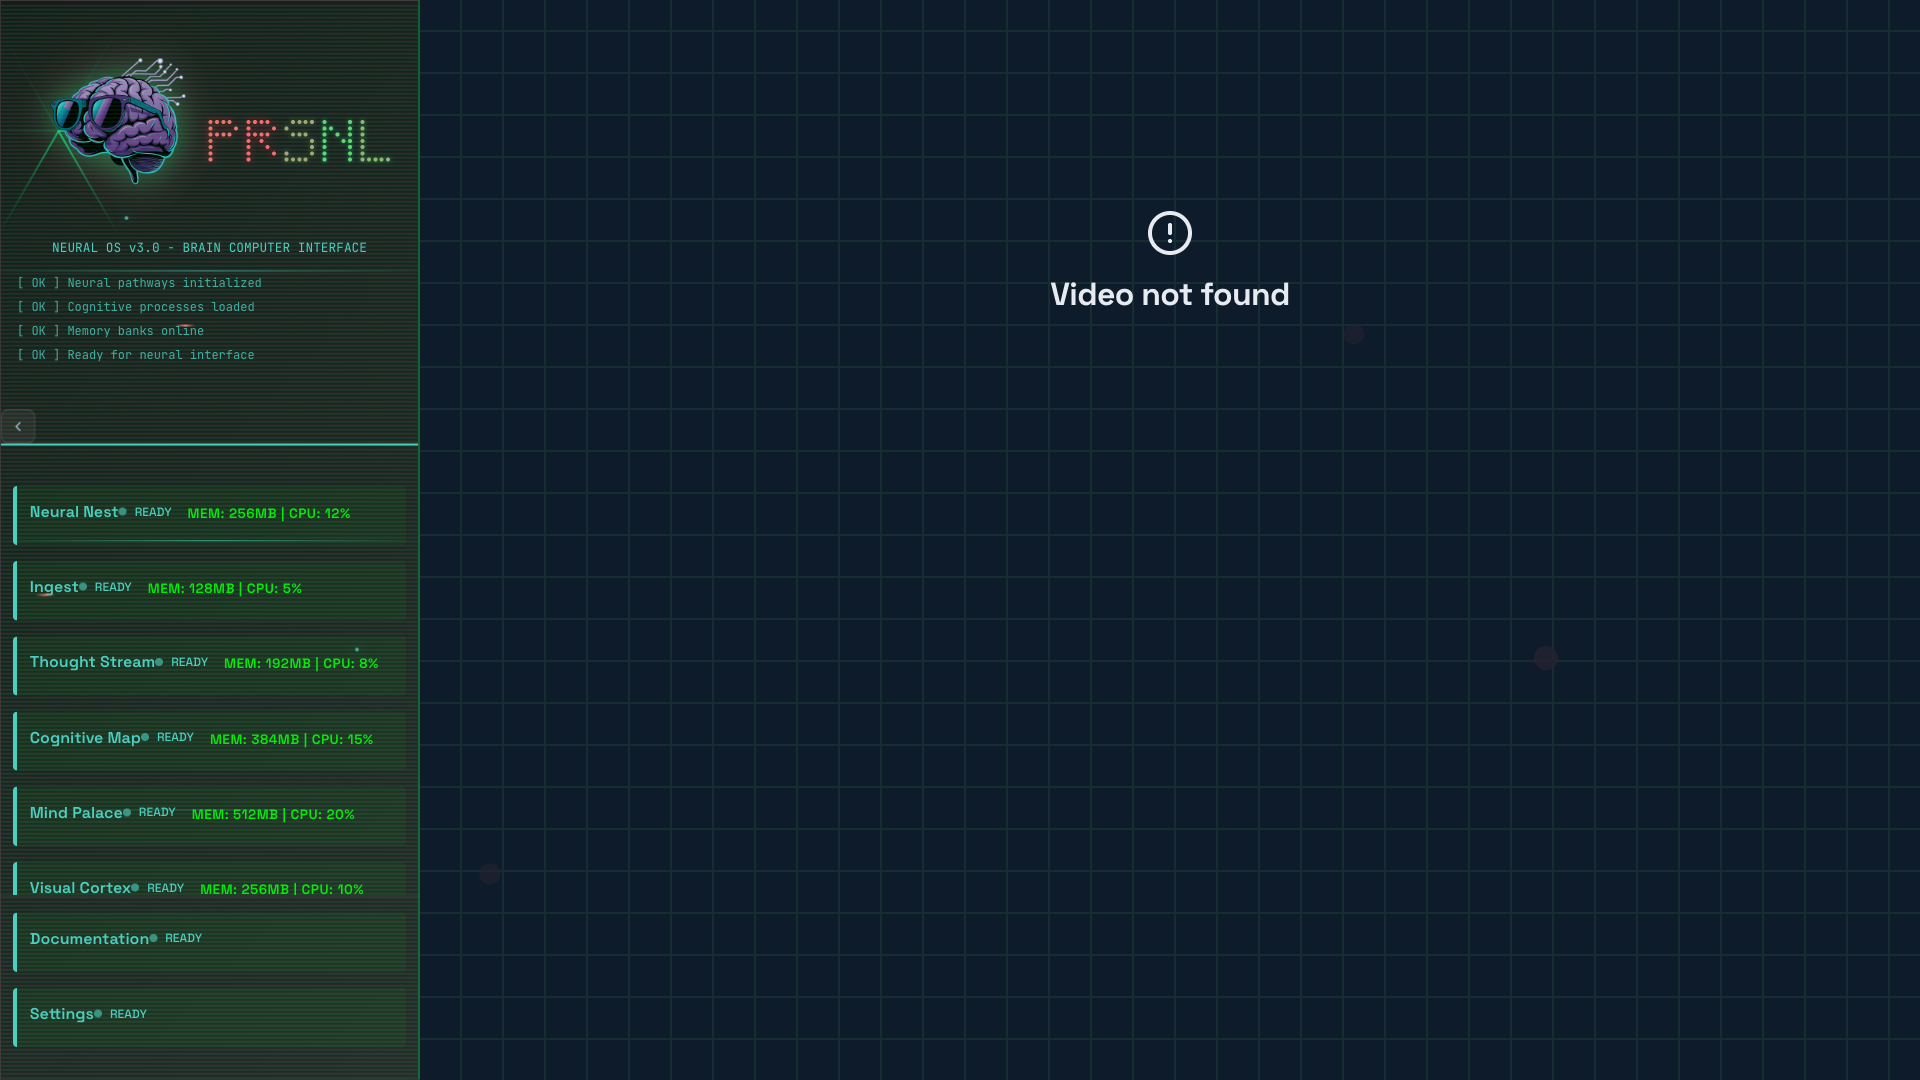 PRSNL
NEURAL OS v3.0 - BRAIN COMPUTER INTERFACE
[ OK ] Neural pathways initialized
[ OK ] Cognitive processes loaded
[ OK ] Memory banks online
[ OK ] Ready for neural interface
Neural Nest READY MEM: 256MB | CPU: 12%
Ingest READY MEM: 128MB | CPU: 5%
Thought Stream READY MEM: 192MB | CPU: 8%
Cognitive Map READY MEM: 384MB | CPU: 15%
Mind Palace READY MEM: 512MB | CPU: 20%
Visual Cortex READY MEM: 256MB | CPU: 10%
Documentation READY
Settings READY
Video not found